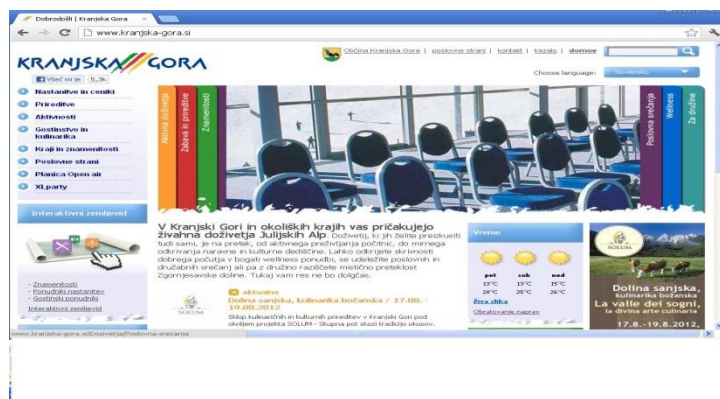 Dobrodošli | Kranjska Gora
www.kranjska-gora.si
Občina Kranjska Gora | poslovne strani | kontakt | kazalo | domov
KRANJSKA GORA
Choose language: Slovensko
Všeč mi je 5,3k
Nastanitve in ceniki
Prireditve
Aktivnosti
Gostinstvo in
kulinarika
Kraji in znamenitosti
Poslovne strani
Planica Open air
XLparty
Aktivna doživetja
Zabava in prireditve
Znamenitosti
Poslovna srečanja
Wellness
Za družine
Interaktivni zemljevid
- Znamenitosti
- Ponudniki nastanitev
- Gostinski ponudniki
Interaktivni zemljevid
V Kranjski Gori in okoliških krajih vas pričakujejo
živahna doživetja Julijskih Alp. Doživetij, ki jih želite preizkusiti
tudi sami, je na pretek, od aktivnega preživljanja počitnic, do mirnega
odkrivanja naravne in kulturne dediščine. Lahko odkrijete skrivnosti
dobrega počutja v bogati wellness ponudbi, se udeležite poslovnih in
družabnih srečanj ali pa z družino raziščete mistično preteklost
Zgornjesavske doline. Tukaj vam res ne bo dolgčas.
aktualno
Dolina sanjska, kulinarika božanska / 17.08. -
19.08.2012
Sklop kulinaričnih in kulturnih prireditev v Kranjski Gori pod
okriljem projekta SOLUM - Skupna pot skozi tradicijo okusov.
SOLUM
Vreme
pet sob ned
13°C 13°C 15°C
28°C 25°C 26°C
Živa slika
Obratovanje naprav
SOLUM
Dolina sanjska,
kulinarika božanska
La valle dei sogni,
la divina arte culinaria
17.8.-19.8.2012,
www.kranjska-gora.si/Dozivetja/Poslovna-srecanja